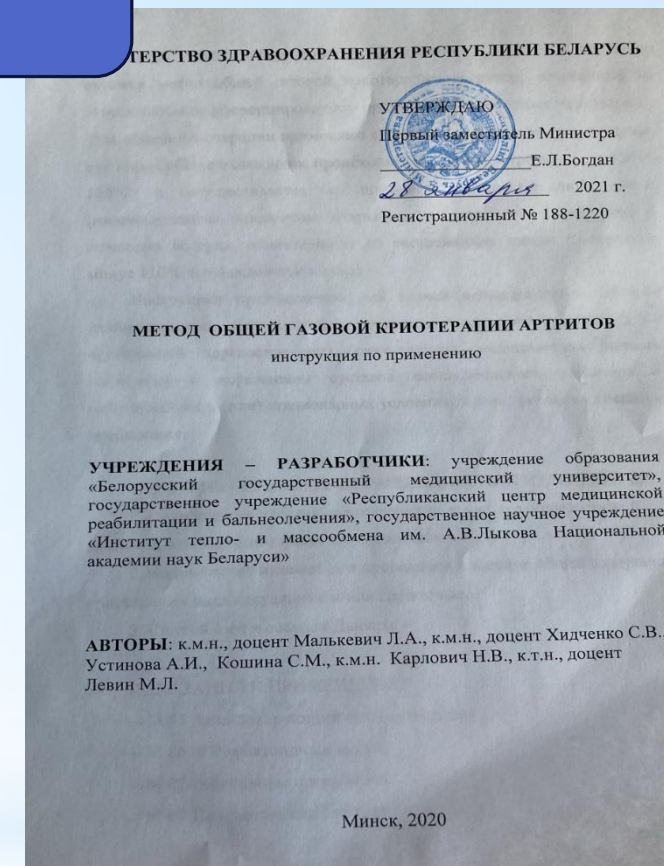 ТЕРСТВО ЗДРАВООХРАНЕНИЯ РЕСПУБЛИКИ БЕЛАРУСЬ
УТВЕРЖДАЮ
Первый заместитель Министра
Е.Л.Богдан
28 января 2021 г.
Регистрационный № 188-1220
МЕТОД ОБЩЕЙ ГАЗОВОЙ КРИОТЕРАПИИ АРТРИТОВ
инструкция по применению
УЧРЕЖДЕНИЯ – РАЗРАБОТЧИКИ: учреждение образования
«Белорусский государственный медицинский университет»,
государственное учреждение «Республиканский центр медицинской
реабилитации и бальнеолечения», государственное научное учреждение
«Институт тепло- и массообмена им. А.В.Лыкова Национальной
академии наук Беларуси»
АВТОРЫ: к.м.н., доцент Малькевич Л.А., к.м.н., доцент Хидченко С.В.,
Устинова А.И., Кошина С.М., к.м.н. Карлович Н.В., к.т.н., доцент
Левин М.Л.
Минск, 2020